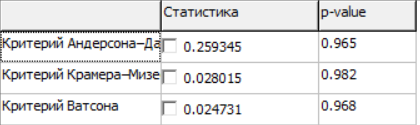 Статистика p-value
Критерий Андерсона–Да 0.259345 0.965
Критерий Крамера–Мизе 0.028015 0.982
Критерий Ватсона 0.024731 0.968